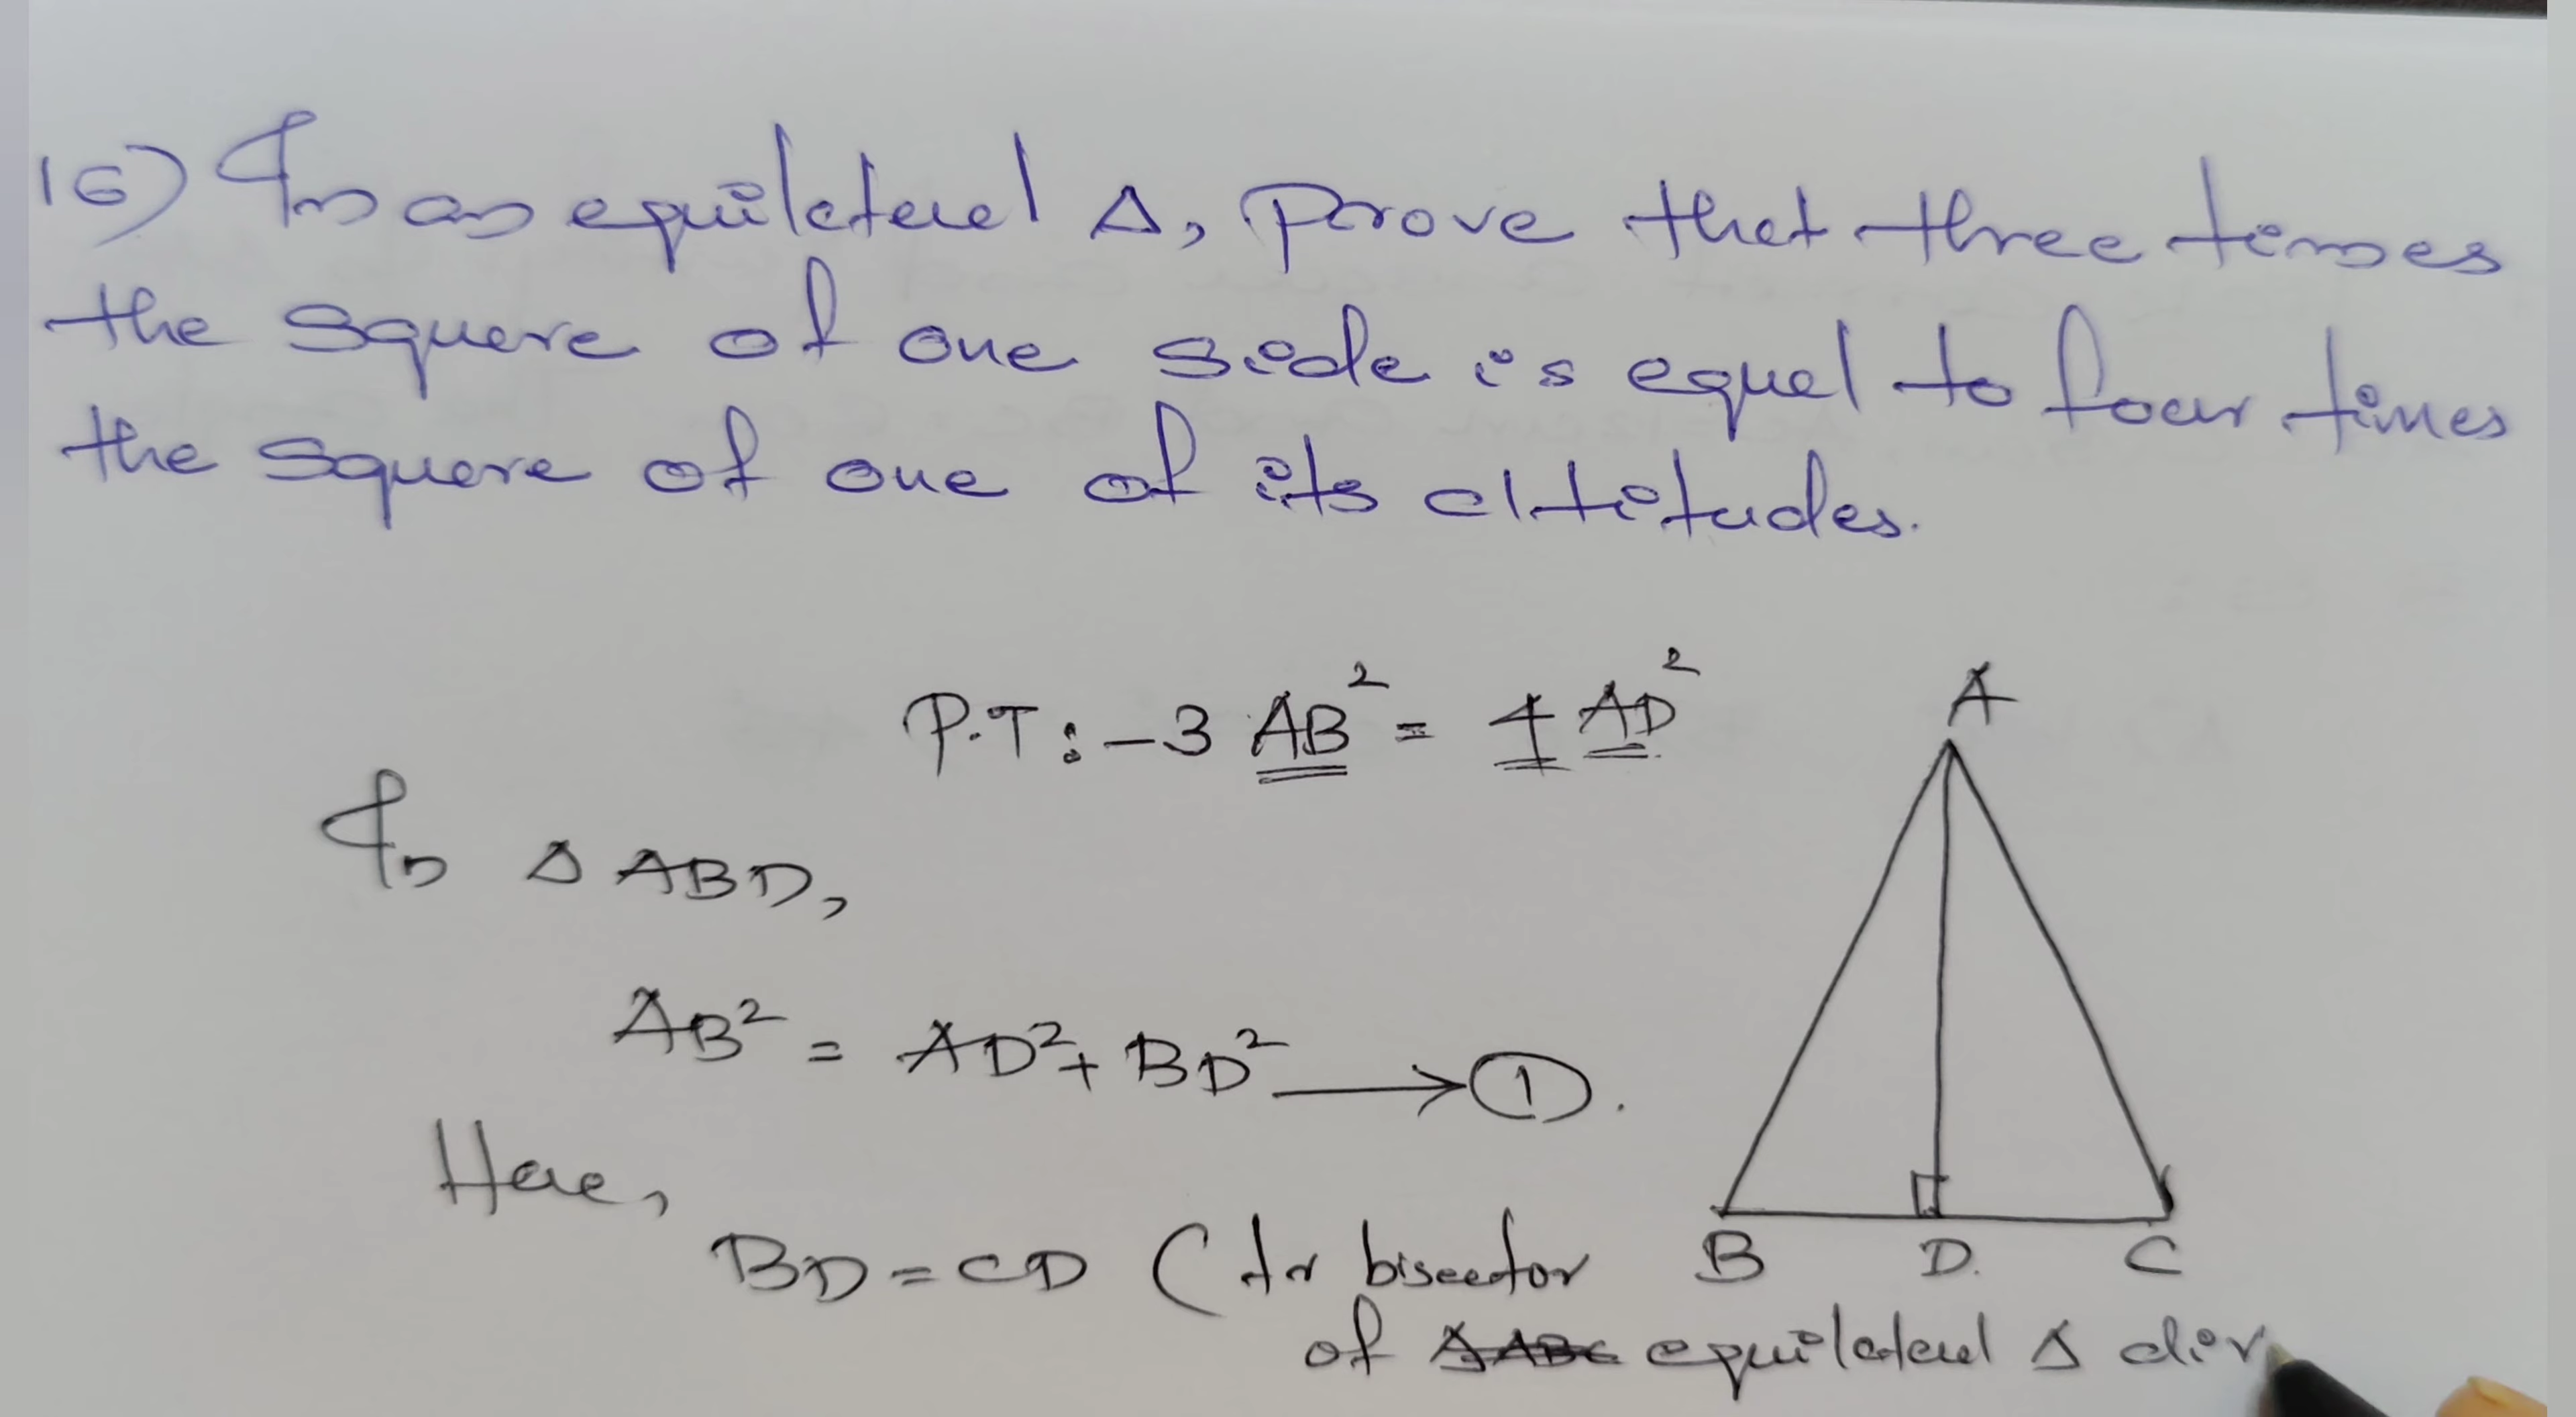 16) In an equilateral Δ, prove that three times
the square of one side is equal to four times
the square of one of its altitudes.
P.T :- 3 AB² = 4 AD²
A
In Δ ABD,
AB² = AD² + BD² → ①.
Here,
BD = CD ( ⊥r bisector
B D. C
of ΔABC equilateral Δ div